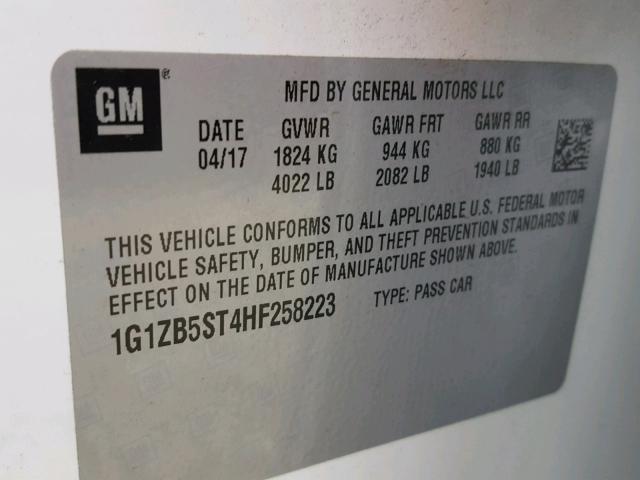 GM®
MFD BY GENERAL MOTORS LLC
DATE GVWR GAWR FRT GAWR RR
04/17 1824 KG 944 KG 880 KG
4022 LB 2082 LB 1940 LB
THIS VEHICLE CONFORMS TO ALL APPLICABLE U.S. FEDERAL MOTOR
VEHICLE SAFETY, BUMPER, AND THEFT PREVENTION STANDARDS IN
EFFECT ON THE DATE OF MANUFACTURE SHOWN ABOVE.
1G1ZB5ST4HF258223 TYPE: PASS CAR